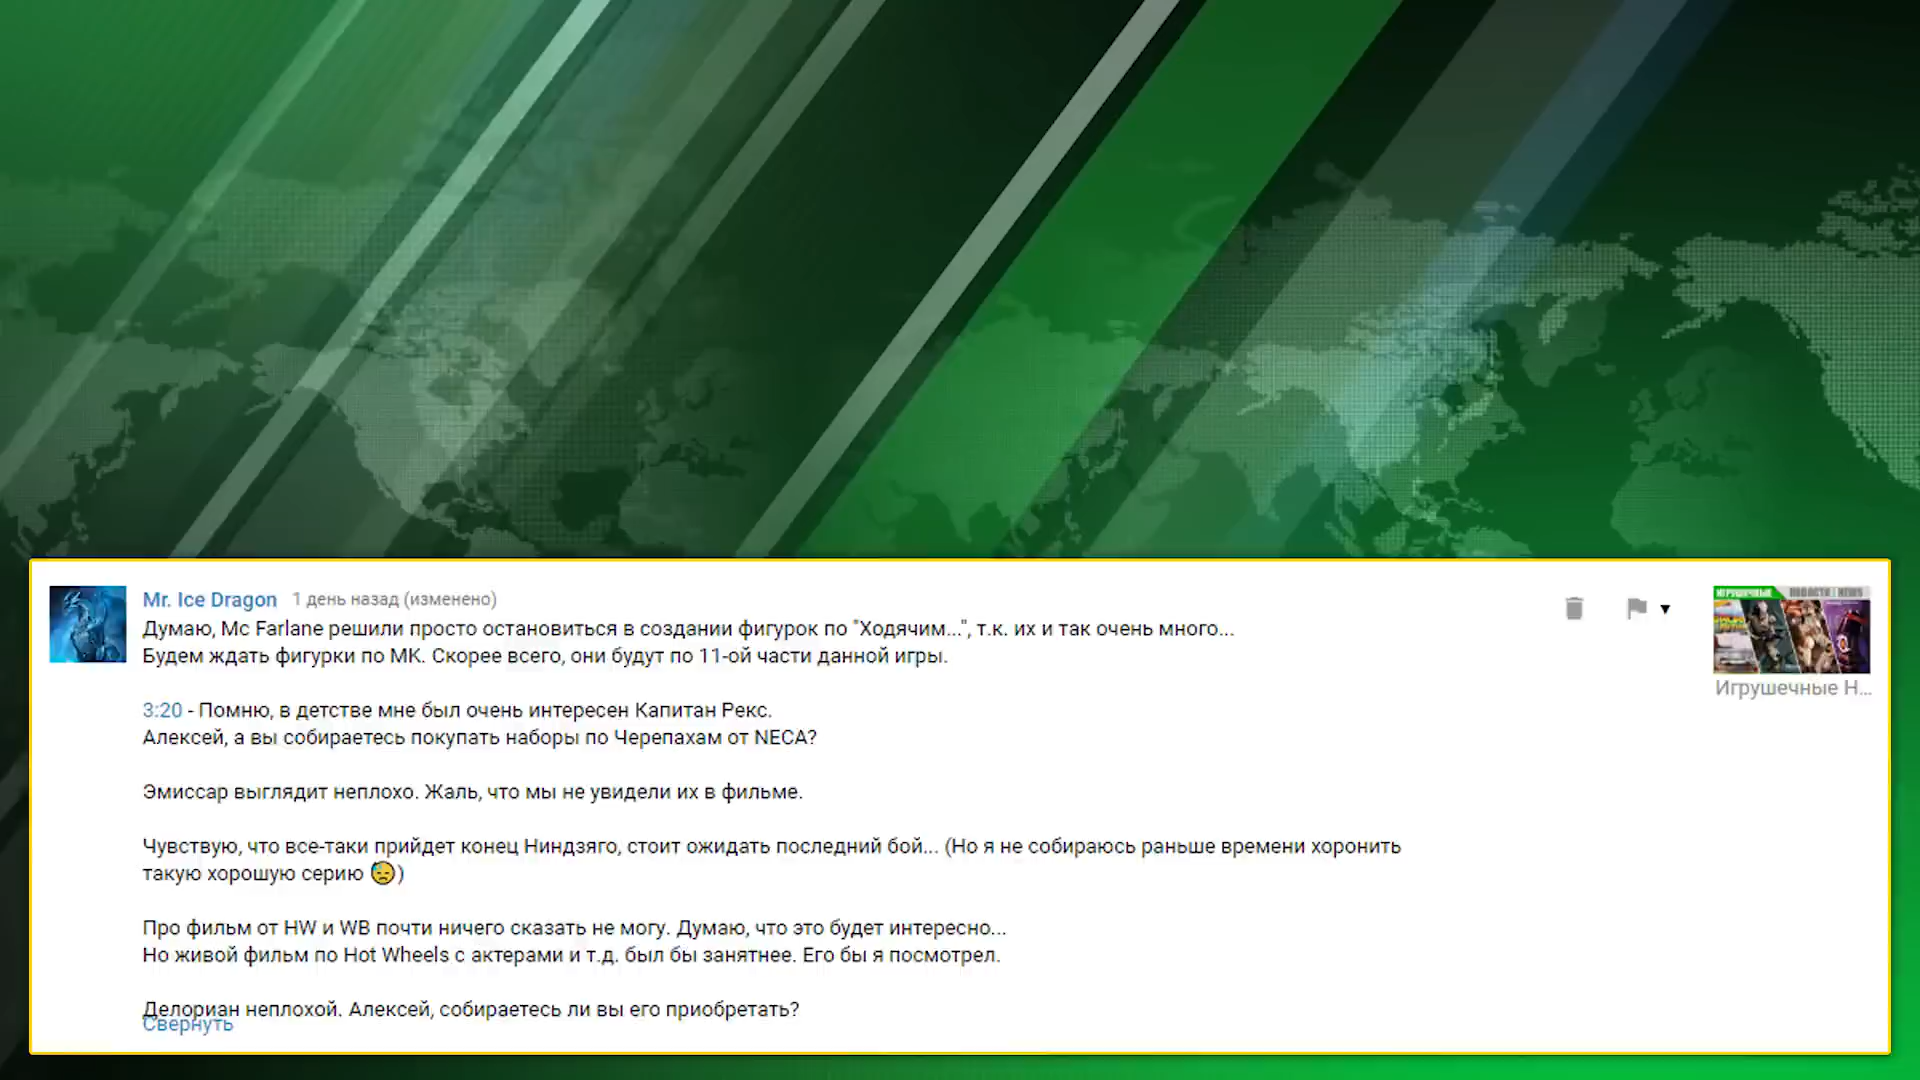 Mr. Ice Dragon 1 день назад (изменено)
Думаю, Mc Farlane решили просто остановиться в создании фигурок по "Ходячим...", т.к. их и так очень много...
Будем ждать фигурки по МК. Скорее всего, они будут по 11-ой части данной игры.
3:20 - Помню, в детстве мне был очень интересен Капитан Рекс.
Алексей, а вы собираетесь покупать наборы по Черепахам от NECA?
Эмиссар выглядит неплохо. Жаль, что мы не увидели их в фильме.
Чувствую, что все-таки прийдет конец Ниндзяго, стоит ожидать последний бой... (Но я не собираюсь раньше времени хоронить
такую хорошую серию 😓)
Про фильм от HW и WB почти ничего сказать не могу. Думаю, что это будет интересно...
Но живой фильм по Hot Wheels с актерами и т.д. был бы занятнее. Его бы я посмотрел.
Делориан неплохой. Алексей, собираетесь ли вы его приобретать?
Свернуть
ИГРУШЕЧНЫЕ НОВОСТИ | NEWS
Игрушечные Н...